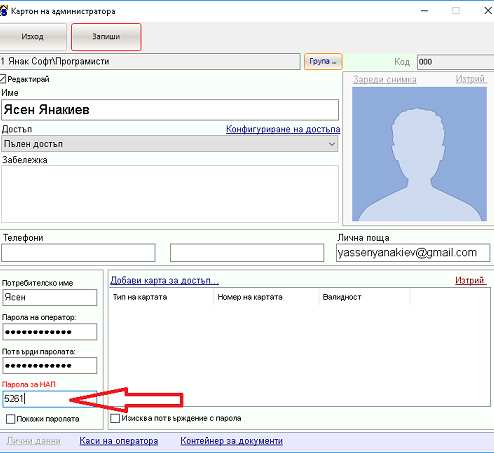 Картон на администратора
Изход
Запиши
1 Янак Софт\Програмисти
Група ..
Код
000
Редактирай
Зареди снимка
Изтрий
Име
Ясен Янакиев
Достъп
Конфигуриране на достъпа
Пълен достъп
Забележка
Телефони
Лична поща
yassenyanakiev@gmail.com
Потребителско име
Ясен
Парола на оператор:
●●●●●●●●●●●●
Потвърди паролата:
●●●●●●●●●●●●
Парола за НАП
5261
Покажи паролата
Добави карта за достъп...
Изтрий
Тип на картата
Номер на картата
Валидност
Изисква потвърждение с парола
Лични данни
Каси на оператора
Контейнер за документи